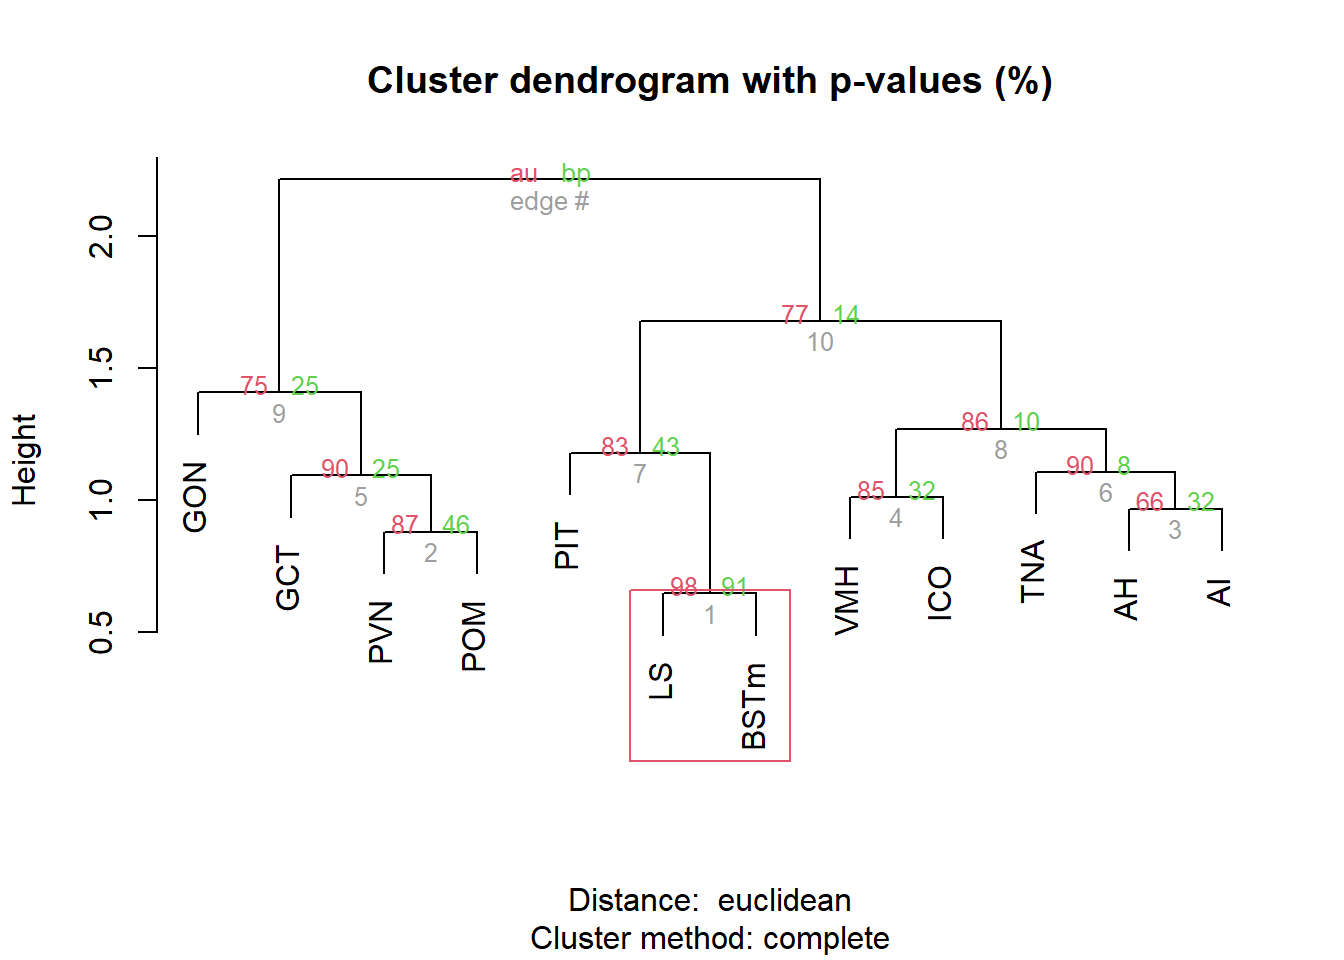 Cluster dendrogram with p-values (%)
au bp
edge #
Height
2.0
1.5
1.0
0.5
77 14
10
75 25
9
86 10
8
83 43
7
90 8
6
90 25
5
85 32
4
66 32
3
87 46
2
98 91
1
GON
GCT
PVN
POM
PIT
LS
BSTm
VMH
ICO
TNA
AH
AI
Distance: euclidean
Cluster method: complete